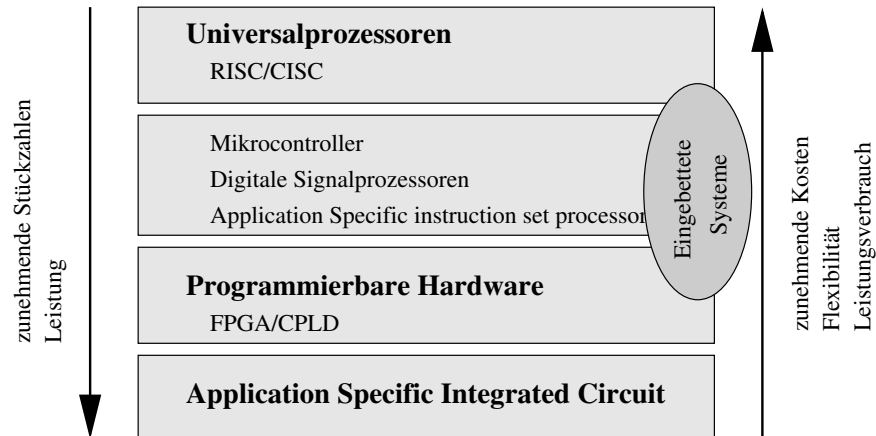 zunehmende Stückzahlen
Leistung
Universalprozessoren
RISC/CISC
Mikrocontroller
Digitale Signalprozessoren
Application Specific instruction set processor
Programmierbare Hardware
FPGA/CPLD
Application Specific Integrated Circuit
Eingebettete
Systeme
zunehmende Kosten
Flexibilität
Leistungsverbrauch